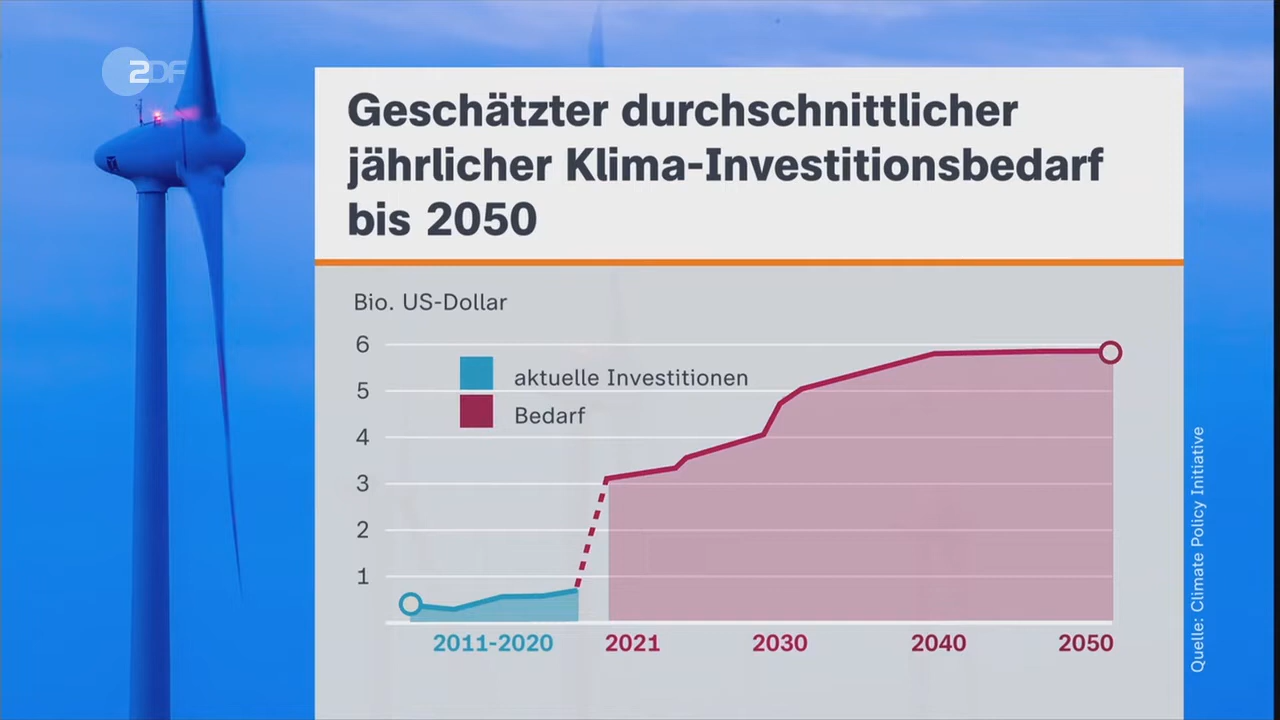 ZDF
Geschätzter durchschnittlicher
jährlicher Klima-Investitionsbedarf
bis 2050
Bio. US-Dollar
6
5
4
3
2
1
aktuelle Investitionen
Bedarf
2011-2020 2021 2030 2040 2050
Quelle: Climate Policy Initiative